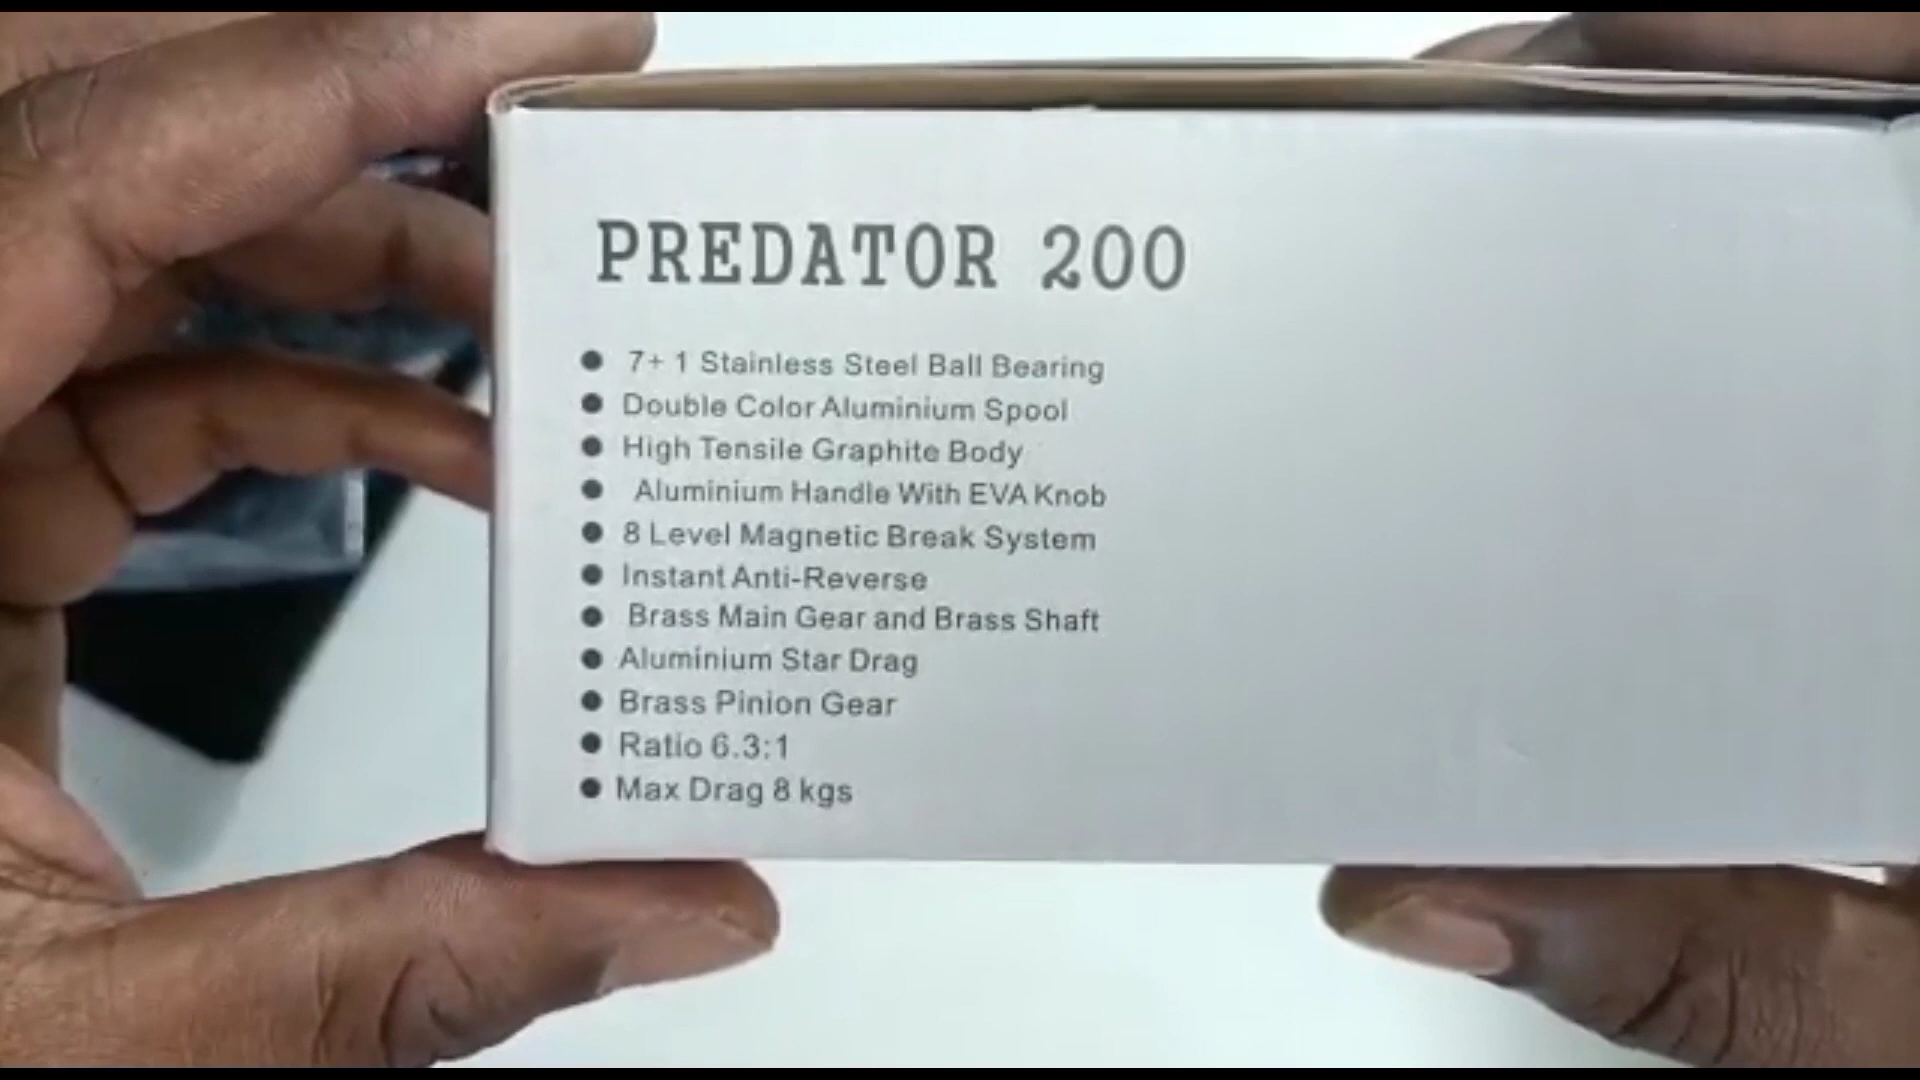 PREDATOR 200
● 7+ 1 Stainless Steel Ball Bearing
● Double Color Aluminium Spool
● High Tensile Graphite Body
● Aluminium Handle With EVA Knob
● 8 Level Magnetic Break System
● Instant Anti-Reverse
● Brass Main Gear and Brass Shaft
● Aluminium Star Drag
● Brass Pinion Gear
● Ratio 6.3:1
● Max Drag 8 kgs